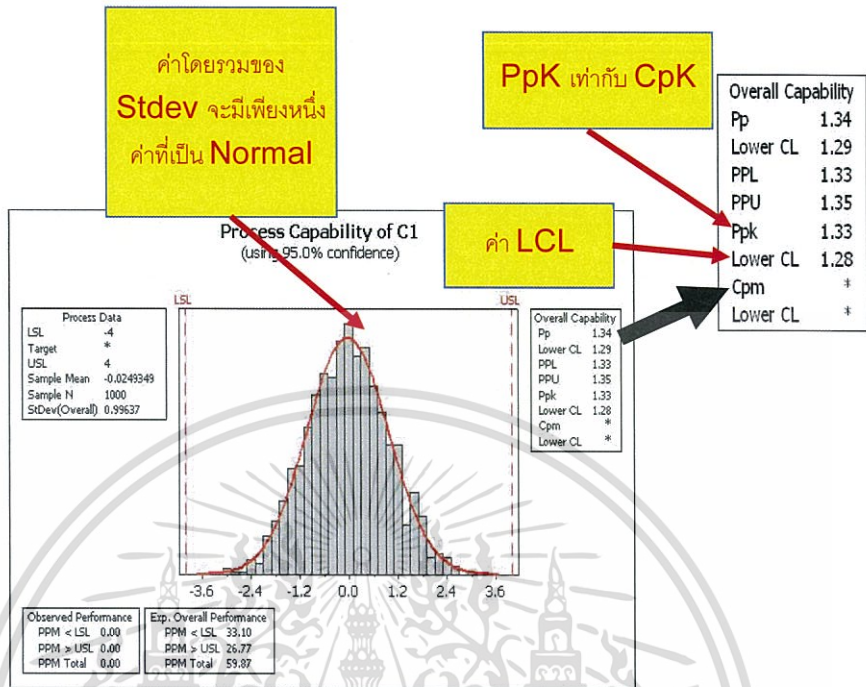 ค่าโดยรวมของ
Stdev จะมีเพียงหนึ่ง
ค่าที่เป็น Normal
PpK เท่ากับ CpK
Overall Capability
Pp 1.34
Lower CL 1.29
PPL 1.33
PPU 1.35
Ppk 1.33
Lower CL 1.28
Cpm *
Lower CL *
ค่า LCL
Process Capability of C1
(using 95.0% confidence)
LSL
USL
Process Data
LSL -4
Target *
USL 4
Sample Mean -0.0249349
Sample N 1000
StDev(Overall) 0.99637
Overall Capability
Pp 1.34
Lower CL 1.29
PPL 1.33
PPU 1.35
Ppk 1.33
Lower CL 1.28
Cpm *
Lower CL *
-3.6 -2.4 -1.2 0.0 1.2 2.4 3.6
Observed Performance
PPM < LSL 0.00
PPM > USL 0.00
PPM Total 0.00
Exp. Overall Performance
PPM < LSL 33.10
PPM > USL 26.77
PPM Total 59.87